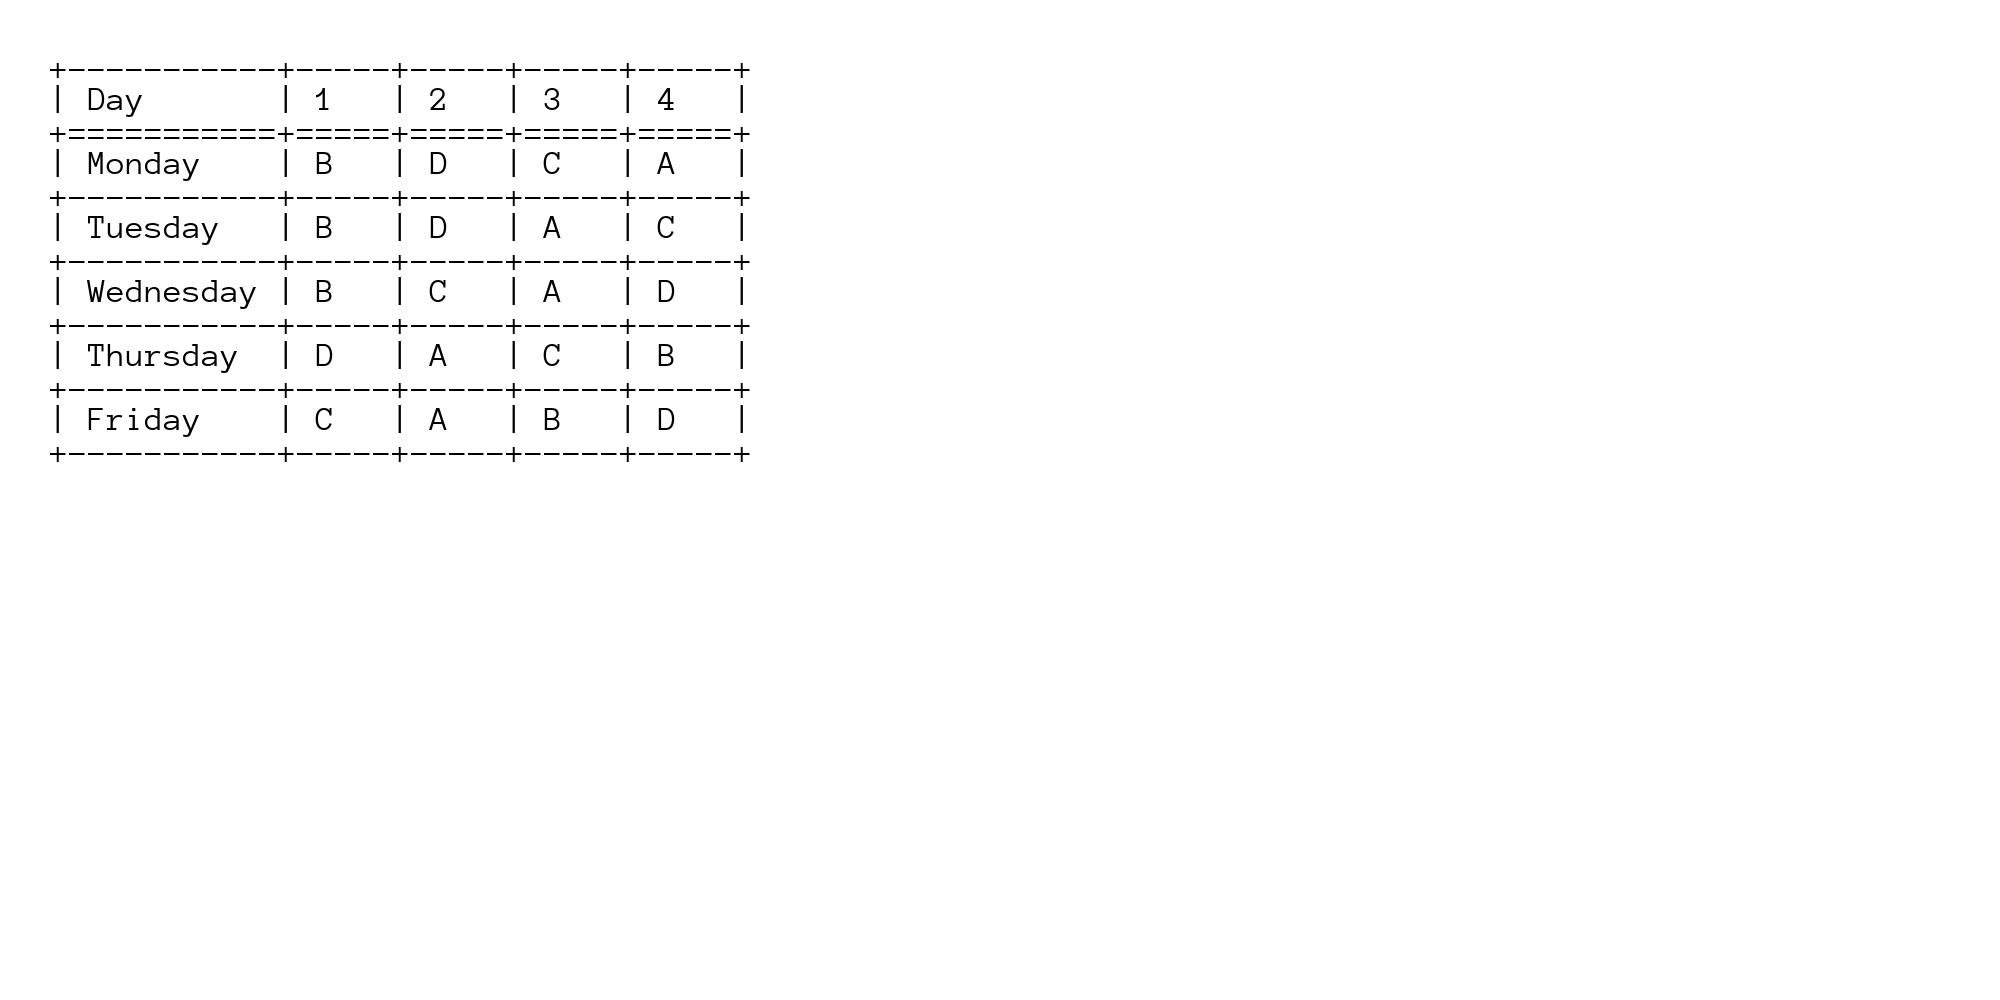 +-----------+-----+-----+-----+-----+
| Day       | 1   | 2   | 3   | 4   |
+===========+=====+=====+=====+=====+
| Monday    | B   | D   | C   | A   |
+-----------+-----+-----+-----+-----+
| Tuesday   | B   | D   | A   | C   |
+-----------+-----+-----+-----+-----+
| Wednesday | B   | C   | A   | D   |
+-----------+-----+-----+-----+-----+
| Thursday  | D   | A   | C   | B   |
+-----------+-----+-----+-----+-----+
| Friday    | C   | A   | B   | D   |
+-----------+-----+-----+-----+-----+